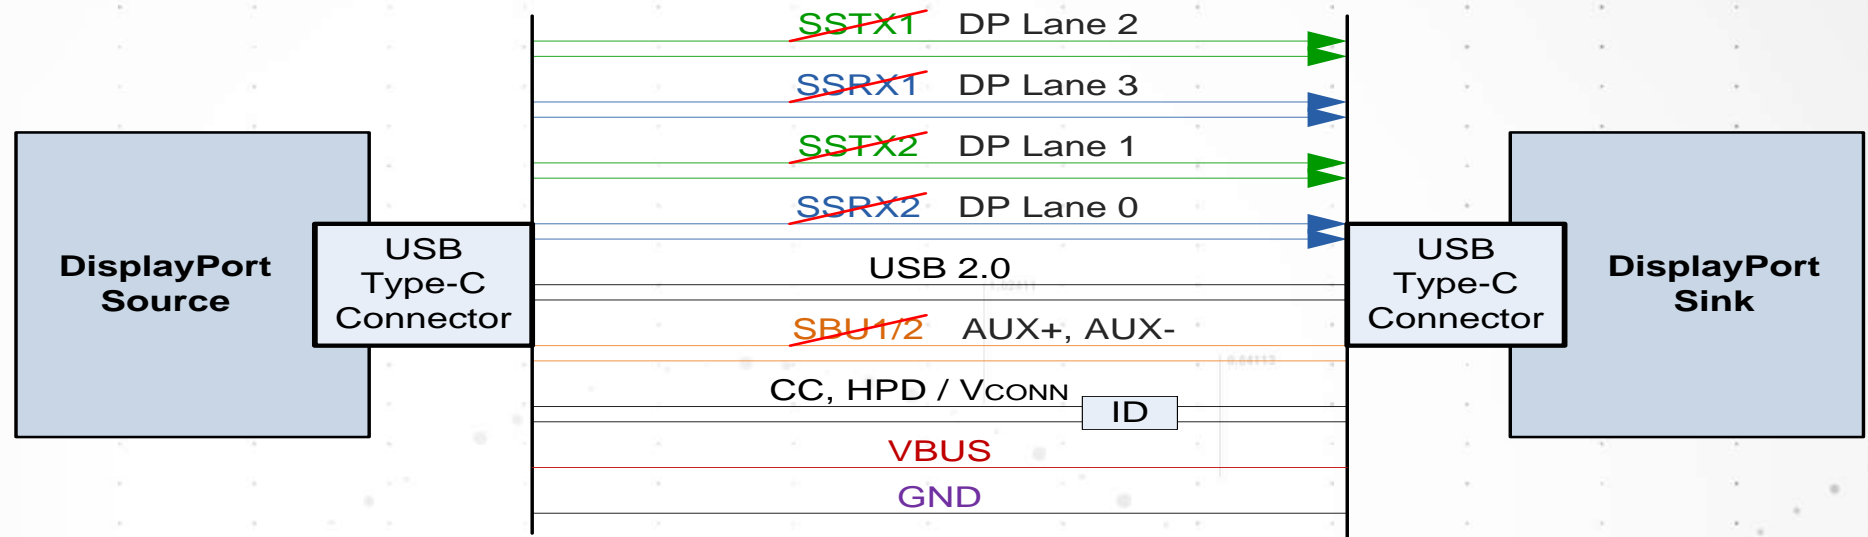 SSTX1 DP Lane 2
SSRX1 DP Lane 3
SSTX2 DP Lane 1
SSRX2 DP Lane 0
DisplayPort
Source
USB
Type-C
Connector
USB 2.0
SBU1/2 AUX+, AUX-
CC, HPD / VCONN
ID
VBUS
GND
USB
Type-C
Connector
DisplayPort
Sink
0.04113